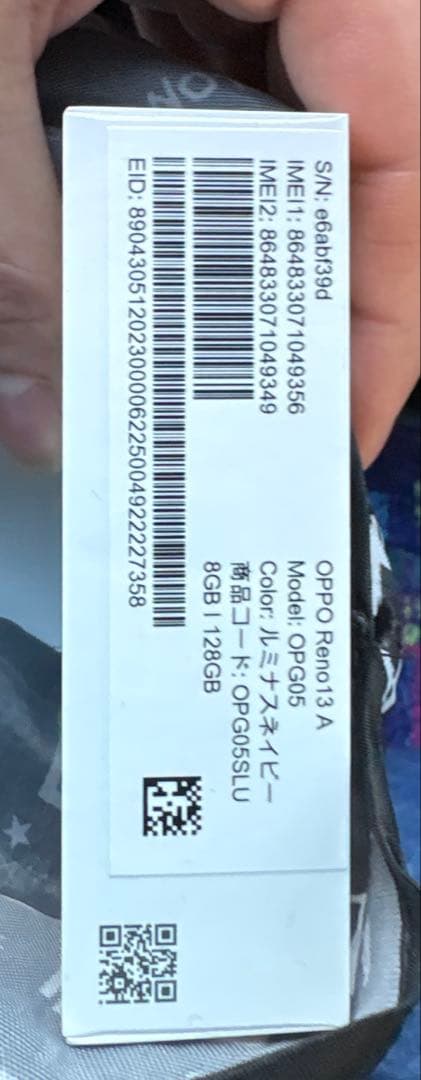 OPPO Reno13 A
Model: OPG05
Color: ルミナスネイビー
商品コード: OPG05SLU
8GB | 128GB
S/N: e6abf39d
IMEI1: 864833071049356
IMEI2: 864833071049349
EID: 89043051202300006225004922227358